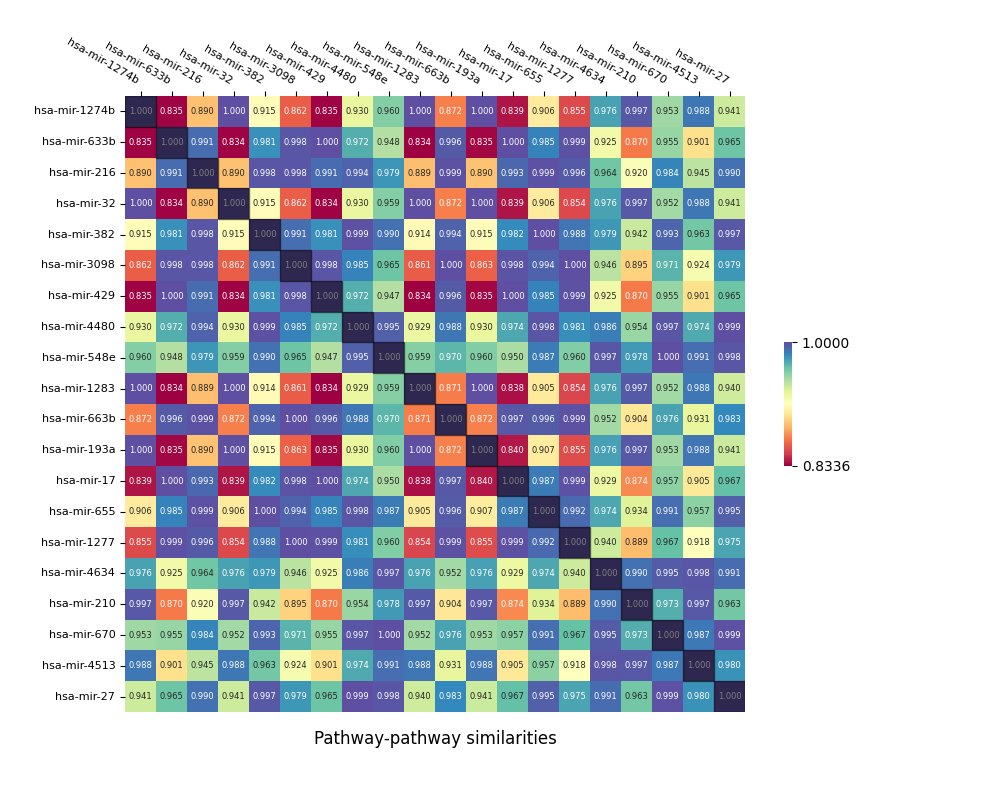 hsa-mir-1274b hsa-mir-633b hsa-mir-216 hsa-mir-32 hsa-mir-382 hsa-mir-3098 hsa-mir-429 hsa-mir-4480 hsa-mir-548e hsa-mir-1283 hsa-mir-663b hsa-mir-193a hsa-mir-17 hsa-mir-655 hsa-mir-1277 hsa-mir-4634 hsa-mir-210 hsa-mir-670 hsa-mir-4513 hsa-mir-27
hsa-mir-1274b 1.000 0.835 0.890 1.000 0.915 0.862 0.835 0.930 0.960 1.000 0.872 1.000 0.839 0.906 0.855 0.976 0.997 0.953 0.988 0.941
hsa-mir-633b 0.835 1.000 0.991 0.834 0.981 0.998 1.000 0.972 0.948 0.834 0.996 0.835 1.000 0.985 0.999 0.925 0.870 0.955 0.901 0.965
hsa-mir-216 0.890 0.991 1.000 0.890 0.998 0.998 0.991 0.994 0.979 0.889 0.999 0.890 0.993 0.999 0.996 0.964 0.920 0.984 0.945 0.990
hsa-mir-32 1.000 0.834 0.890 1.000 0.915 0.862 0.834 0.930 0.959 1.000 0.872 1.000 0.839 0.906 0.854 0.976 0.997 0.952 0.988 0.941
hsa-mir-382 0.915 0.981 0.998 0.915 1.000 0.991 0.981 0.999 0.990 0.914 0.994 0.915 0.982 1.000 0.988 0.979 0.942 0.993 0.963 0.997
hsa-mir-3098 0.862 0.998 0.998 0.862 0.991 1.000 0.998 0.985 0.965 0.861 1.000 0.863 0.998 0.994 1.000 0.946 0.895 0.971 0.924 0.979
hsa-mir-429 0.835 1.000 0.991 0.834 0.981 0.998 1.000 0.972 0.947 0.834 0.996 0.835 1.000 0.985 0.999 0.925 0.870 0.955 0.901 0.965
hsa-mir-4480 0.930 0.972 0.994 0.930 0.999 0.985 0.972 1.000 0.995 0.929 0.988 0.930 0.974 0.998 0.981 0.986 0.954 0.997 0.974 0.999
hsa-mir-548e 0.960 0.948 0.979 0.959 0.990 0.965 0.947 0.995 1.000 0.959 0.970 0.960 0.950 0.987 0.960 0.997 0.978 1.000 0.991 0.998
hsa-mir-1283 1.000 0.834 0.889 1.000 0.914 0.861 0.834 0.929 0.959 1.000 0.871 1.000 0.838 0.905 0.854 0.976 0.997 0.952 0.988 0.940
hsa-mir-663b 0.872 0.996 0.999 0.872 0.994 1.000 0.996 0.988 0.970 0.871 1.000 0.872 0.997 0.996 0.999 0.952 0.904 0.976 0.931 0.983
hsa-mir-193a 1.000 0.835 0.890 1.000 0.915 0.863 0.835 0.930 0.960 1.000 0.872 1.000 0.840 0.907 0.855 0.976 0.997 0.953 0.988 0.941
hsa-mir-17 0.839 1.000 0.993 0.839 0.982 0.998 1.000 0.974 0.950 0.838 0.997 0.840 1.000 0.987 0.999 0.929 0.874 0.957 0.905 0.967
hsa-mir-655 0.906 0.985 0.999 0.906 1.000 0.994 0.985 0.998 0.987 0.905 0.996 0.907 0.987 1.000 0.992 0.974 0.934 0.991 0.957 0.995
hsa-mir-1277 0.855 0.999 0.996 0.854 0.988 1.000 0.999 0.981 0.960 0.854 0.999 0.855 0.999 0.992 1.000 0.940 0.889 0.967 0.918 0.975
hsa-mir-4634 0.976 0.925 0.964 0.976 0.979 0.946 0.925 0.986 0.997 0.976 0.952 0.976 0.929 0.974 0.940 1.000 0.990 0.995 0.998 0.991
hsa-mir-210 0.997 0.870 0.920 0.997 0.942 0.895 0.870 0.954 0.978 0.997 0.904 0.997 0.874 0.934 0.889 0.990 1.000 0.973 0.997 0.963
hsa-mir-670 0.953 0.955 0.984 0.952 0.993 0.971 0.955 0.997 1.000 0.952 0.976 0.953 0.957 0.991 0.967 0.995 0.973 1.000 0.987 0.999
hsa-mir-4513 0.988 0.901 0.945 0.988 0.963 0.924 0.901 0.974 0.991 0.988 0.931 0.988 0.905 0.957 0.918 0.998 0.997 0.987 1.000 0.980
hsa-mir-27 0.941 0.965 0.990 0.941 0.997 0.979 0.965 0.999 0.998 0.940 0.983 0.941 0.967 0.995 0.975 0.991 0.963 0.999 0.980 1.000
1.0000
0.8336
Pathway-pathway similarities